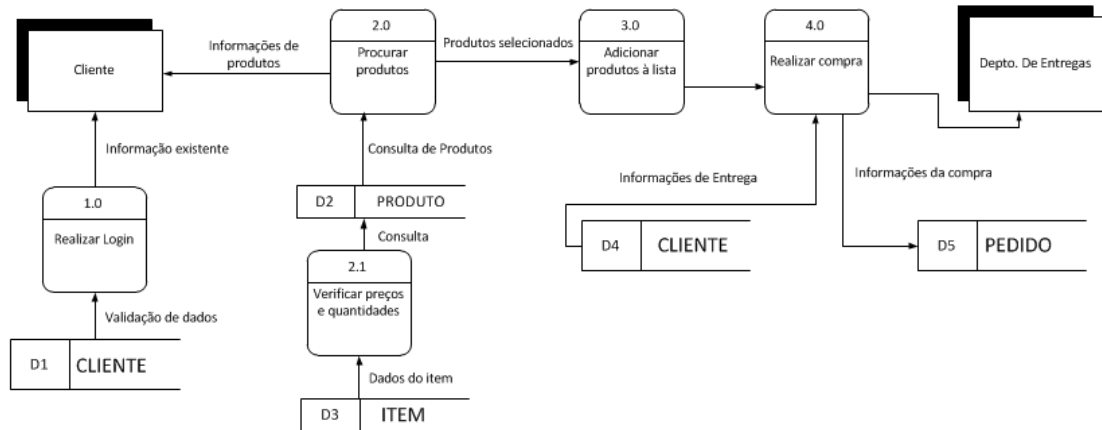 2.0
3.0
4.0
Cliente
Informações de
produtos
Procurar
produtos
Produtos selecionados
Adicionar
produtos à lista
Realizar compra
Depto. De Entregas
Informação existente
Consulta de Produtos
Informações de Entrega
Informações da compra
1.0
Realizar Login
D2
PRODUTO
Consulta
D4
CLIENTE
D5
PEDIDO
2.1
Verificar preços
e quantidades
Validação de dados
D1
CLIENTE
Dados do item
D3
ITEM